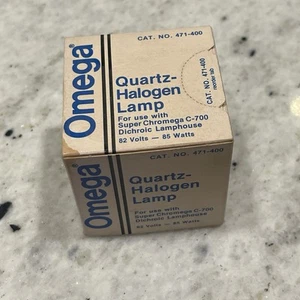 Omega®
CAT. NO. 471-400
Quartz-
Halogen
Lamp
For use with
Super Chromega C-700
Dichroic Lamphouse
82 Volts — 85 Watts
CAT. NO. 471-400
reorder tab
Omega®
CAT. NO. 471-400
Quartz-
Halogen
Lamp
For use with
Super Chromega C-700
Dichroic Lamphouse
82 Volts — 85 Watts